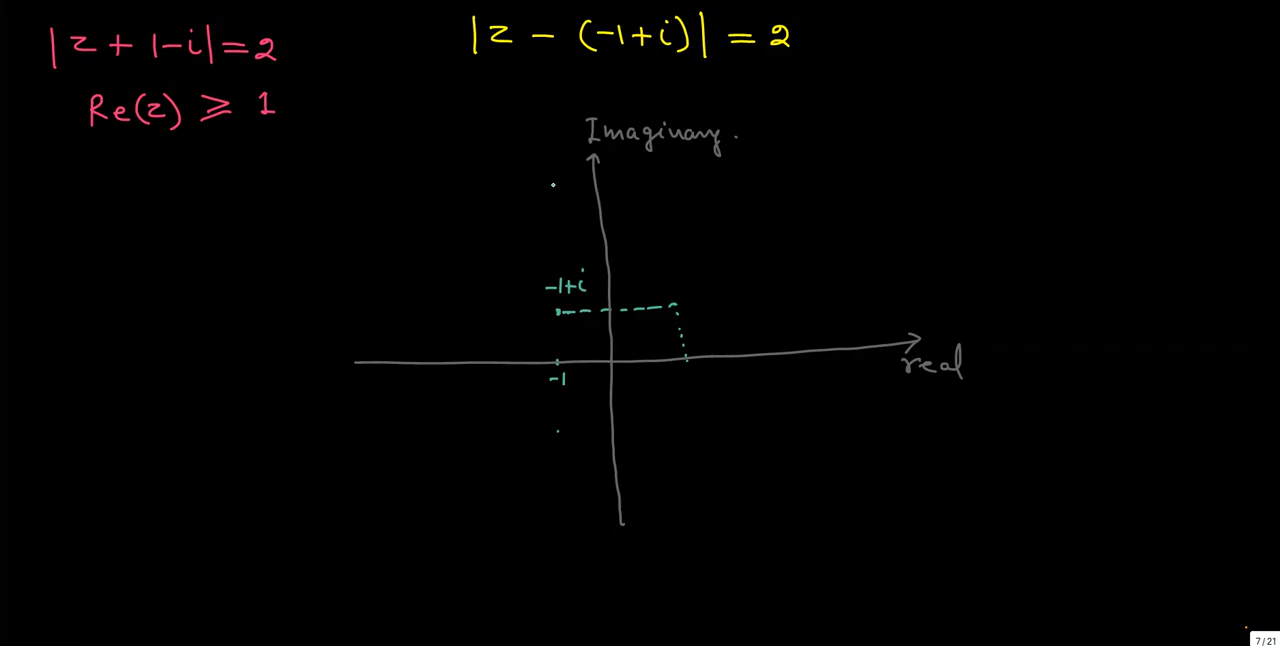 |z + 1-i| = 2
|z - (-1+i)| = 2
Re(z) ⩾ 1
Imaginary.
-1+i
-1
real
7/21